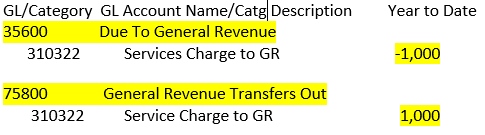 GL/Category GL Account Name/Catg Description Year to Date
35600 Due To General Revenue
310322 Services Charge to GR -1,000
75800 General Revenue Transfers Out
310322 Service Charge to GR 1,000